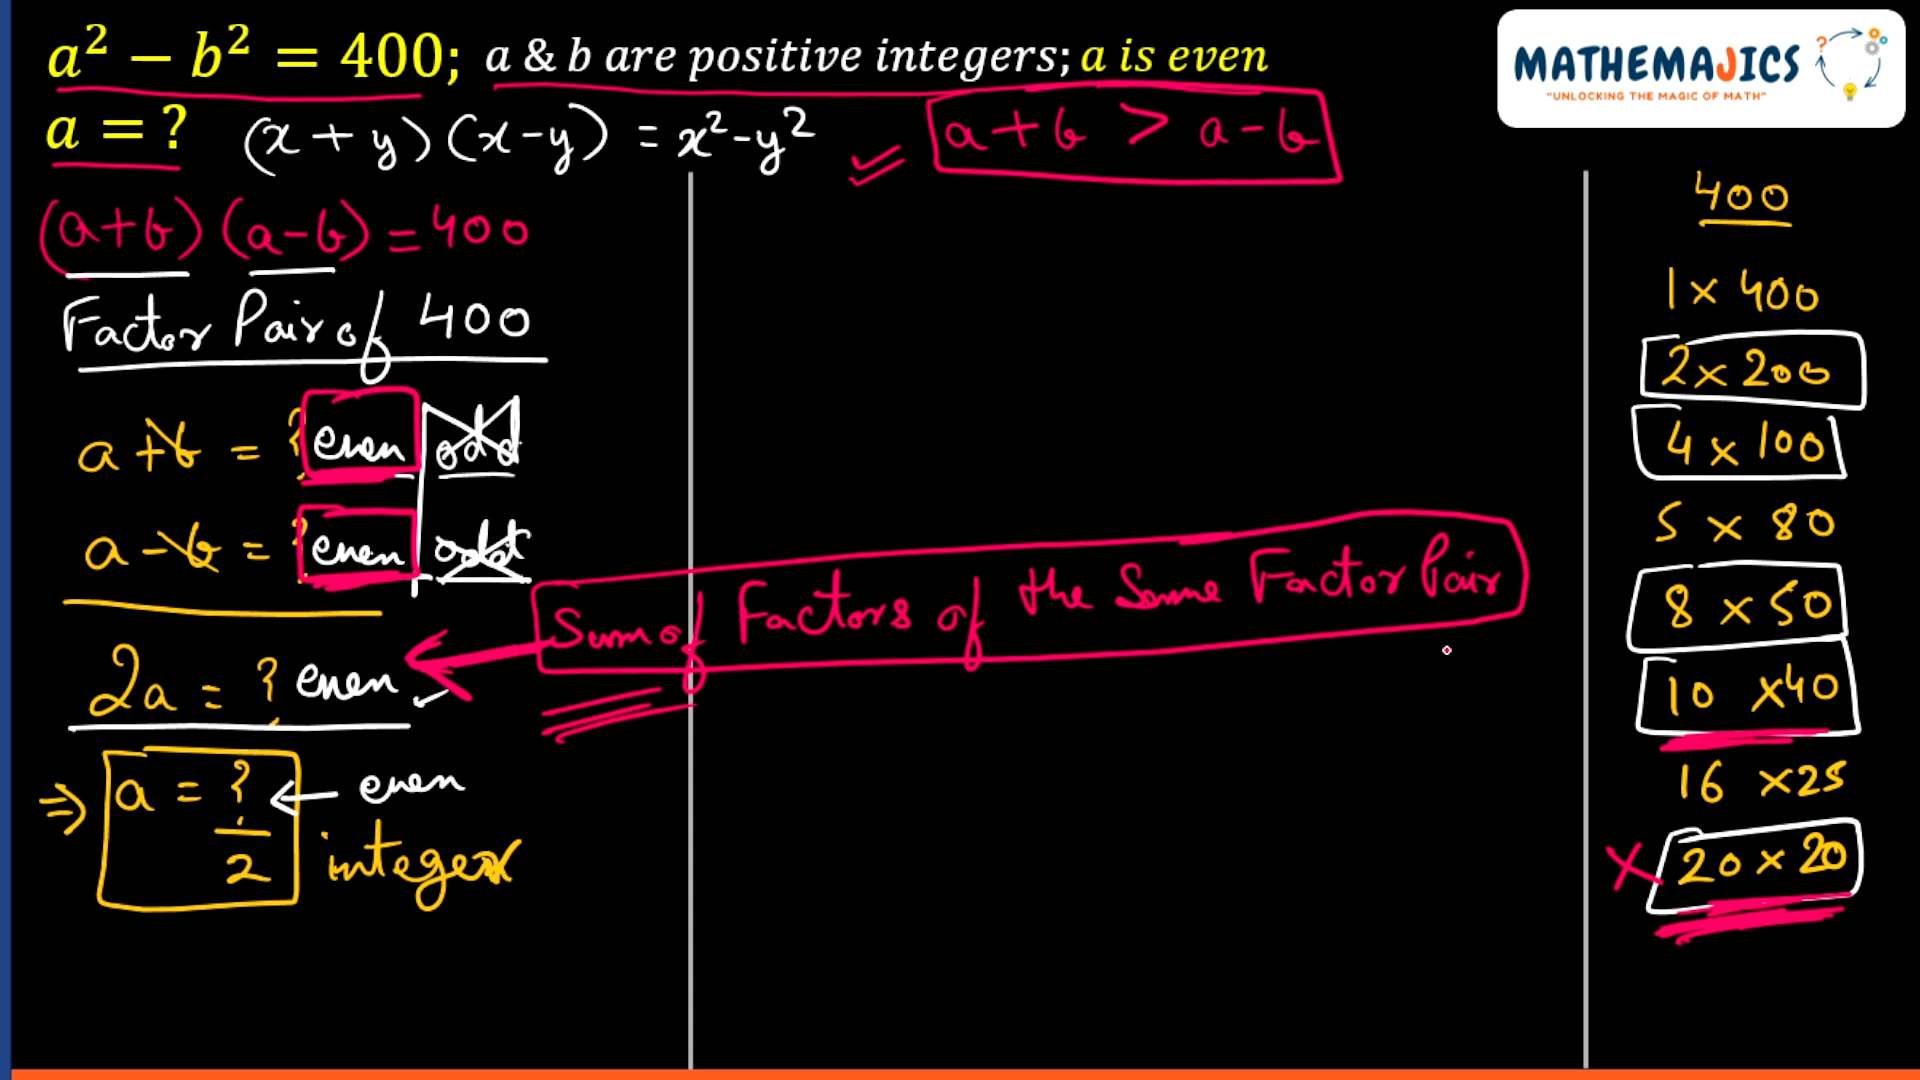 a² − b² = 400; a & b are positive integers; a is even
a = ? (x + y) (x - y) = x² - y²
a + b > a - b
MATHEMAJICS
"UNLOCKING THE MAGIC OF MATH"
(a+b) (a-b) = 400
Factor Pair of 400
a + b = ? even odd
a - b = ? even odd
2a = ? even
Sum of Factors of the Same Factor Pair
⇒ a = ?/2 ← even
integer
400
1 × 400
2 × 200
4 × 100
5 × 80
8 × 50
10 × 40
16 × 25
× 20 × 20